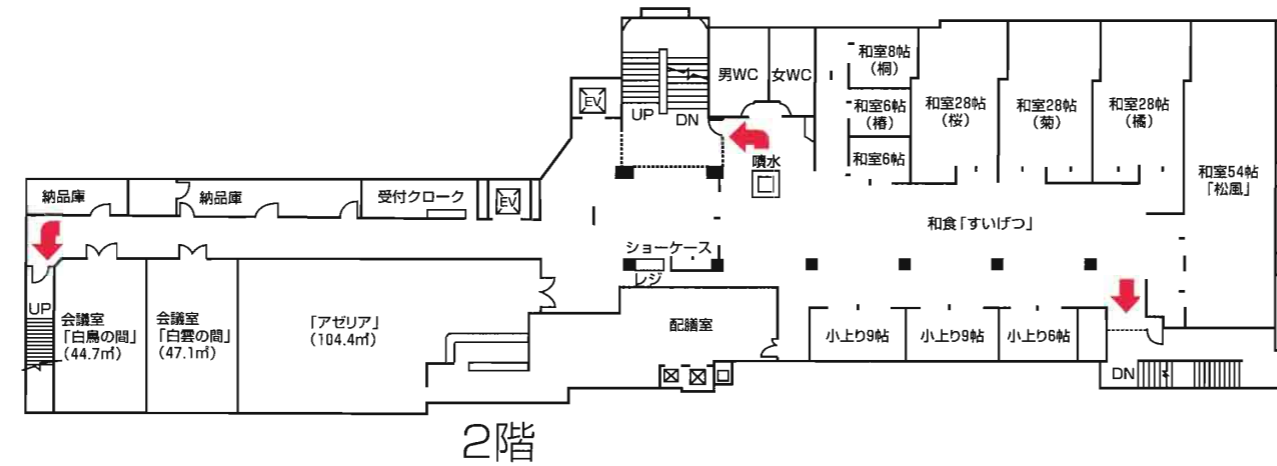 EV
UP
DN
男WC
女WC
噴水
和室8帖
(桐)
和室6帖
(椿)
和室6帖
和室28帖
(桜)
和室28帖
(菊)
和室28帖
(橘)
和室54帖
「松風」
納品庫
納品庫
受付クローク
EV
和食「すいげつ」
ショーケース
レジ
UP
会議室
「白鳥の間」
(44.7㎡)
会議室
「白雲の間」
(47.1㎡)
「アゼリア」
(104.4㎡)
配議室
小上り9帖
小上り9帖
小上り6帖
DN
2階